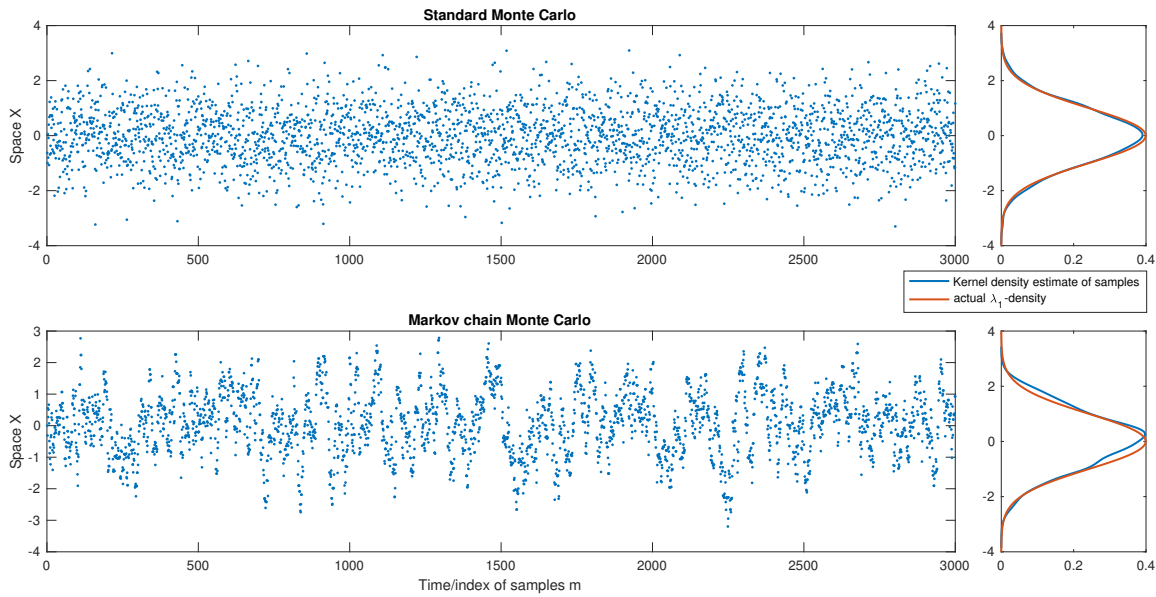 Standard Monte Carlo
Space X
4
2
0
-2
-4
0 500 1000 1500 2000 2500 3000
4
2
0
-2
-4
0 0.2 0.4
Kernel density estimate of samples
actual λ₁-density
Markov chain Monte Carlo
Space X
3
2
1
0
-1
-2
-3
-4
0 500 1000 1500 2000 2500 3000
Time/index of samples m
4
2
0
-2
-4
0 0.2 0.4